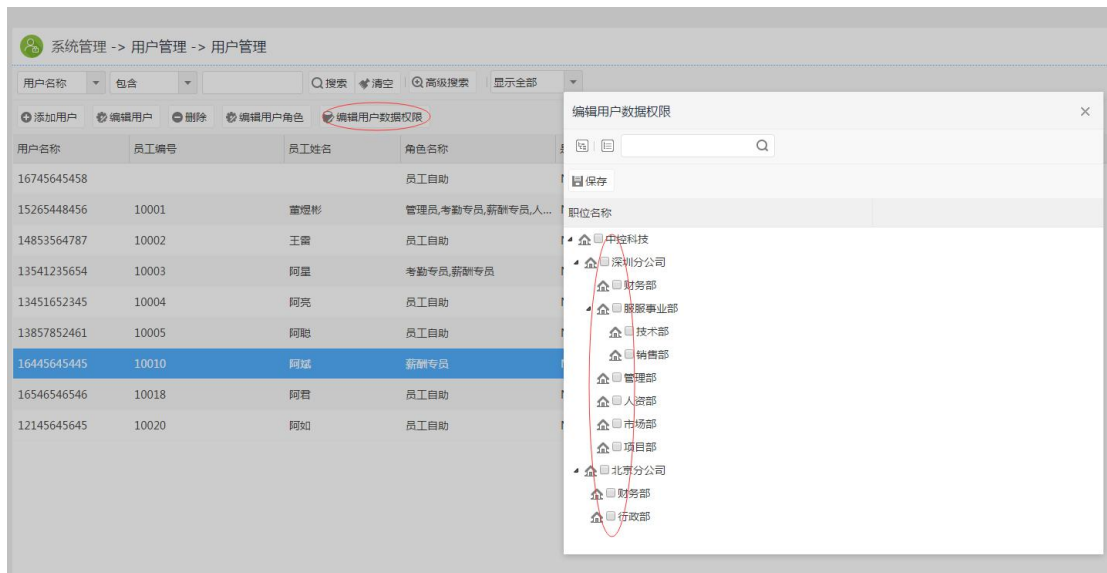 系统管理 -> 用户管理 -> 用户管理
用户名称 包含 搜索 清空 高级搜索 显示全部
添加用户 编辑用户 删除 编辑用户角色 编辑用户数据权限
用户名称 员工编号 员工姓名 角色名称
16745645458 员工自助
15265448456 10001 董煜彬 管理员,考勤专员,薪酬专员,人...
14853564787 10002 王雷 员工自助
13541235654 10003 阿星 考勤专员,薪酬专员
13451652345 10004 阿亮 员工自助
13857852461 10005 阿聪 员工自助
16445645445 10010 阿斌 薪酬专员
16546546546 10018 阿君 员工自助
12145645645 10020 阿如 员工自助
编辑用户数据权限
保存
职位名称
中控科技
深圳分公司
财务部
服服事业部
技术部
销售部
管理部
人资部
市场部
项目部
北京分公司
财务部
行政部